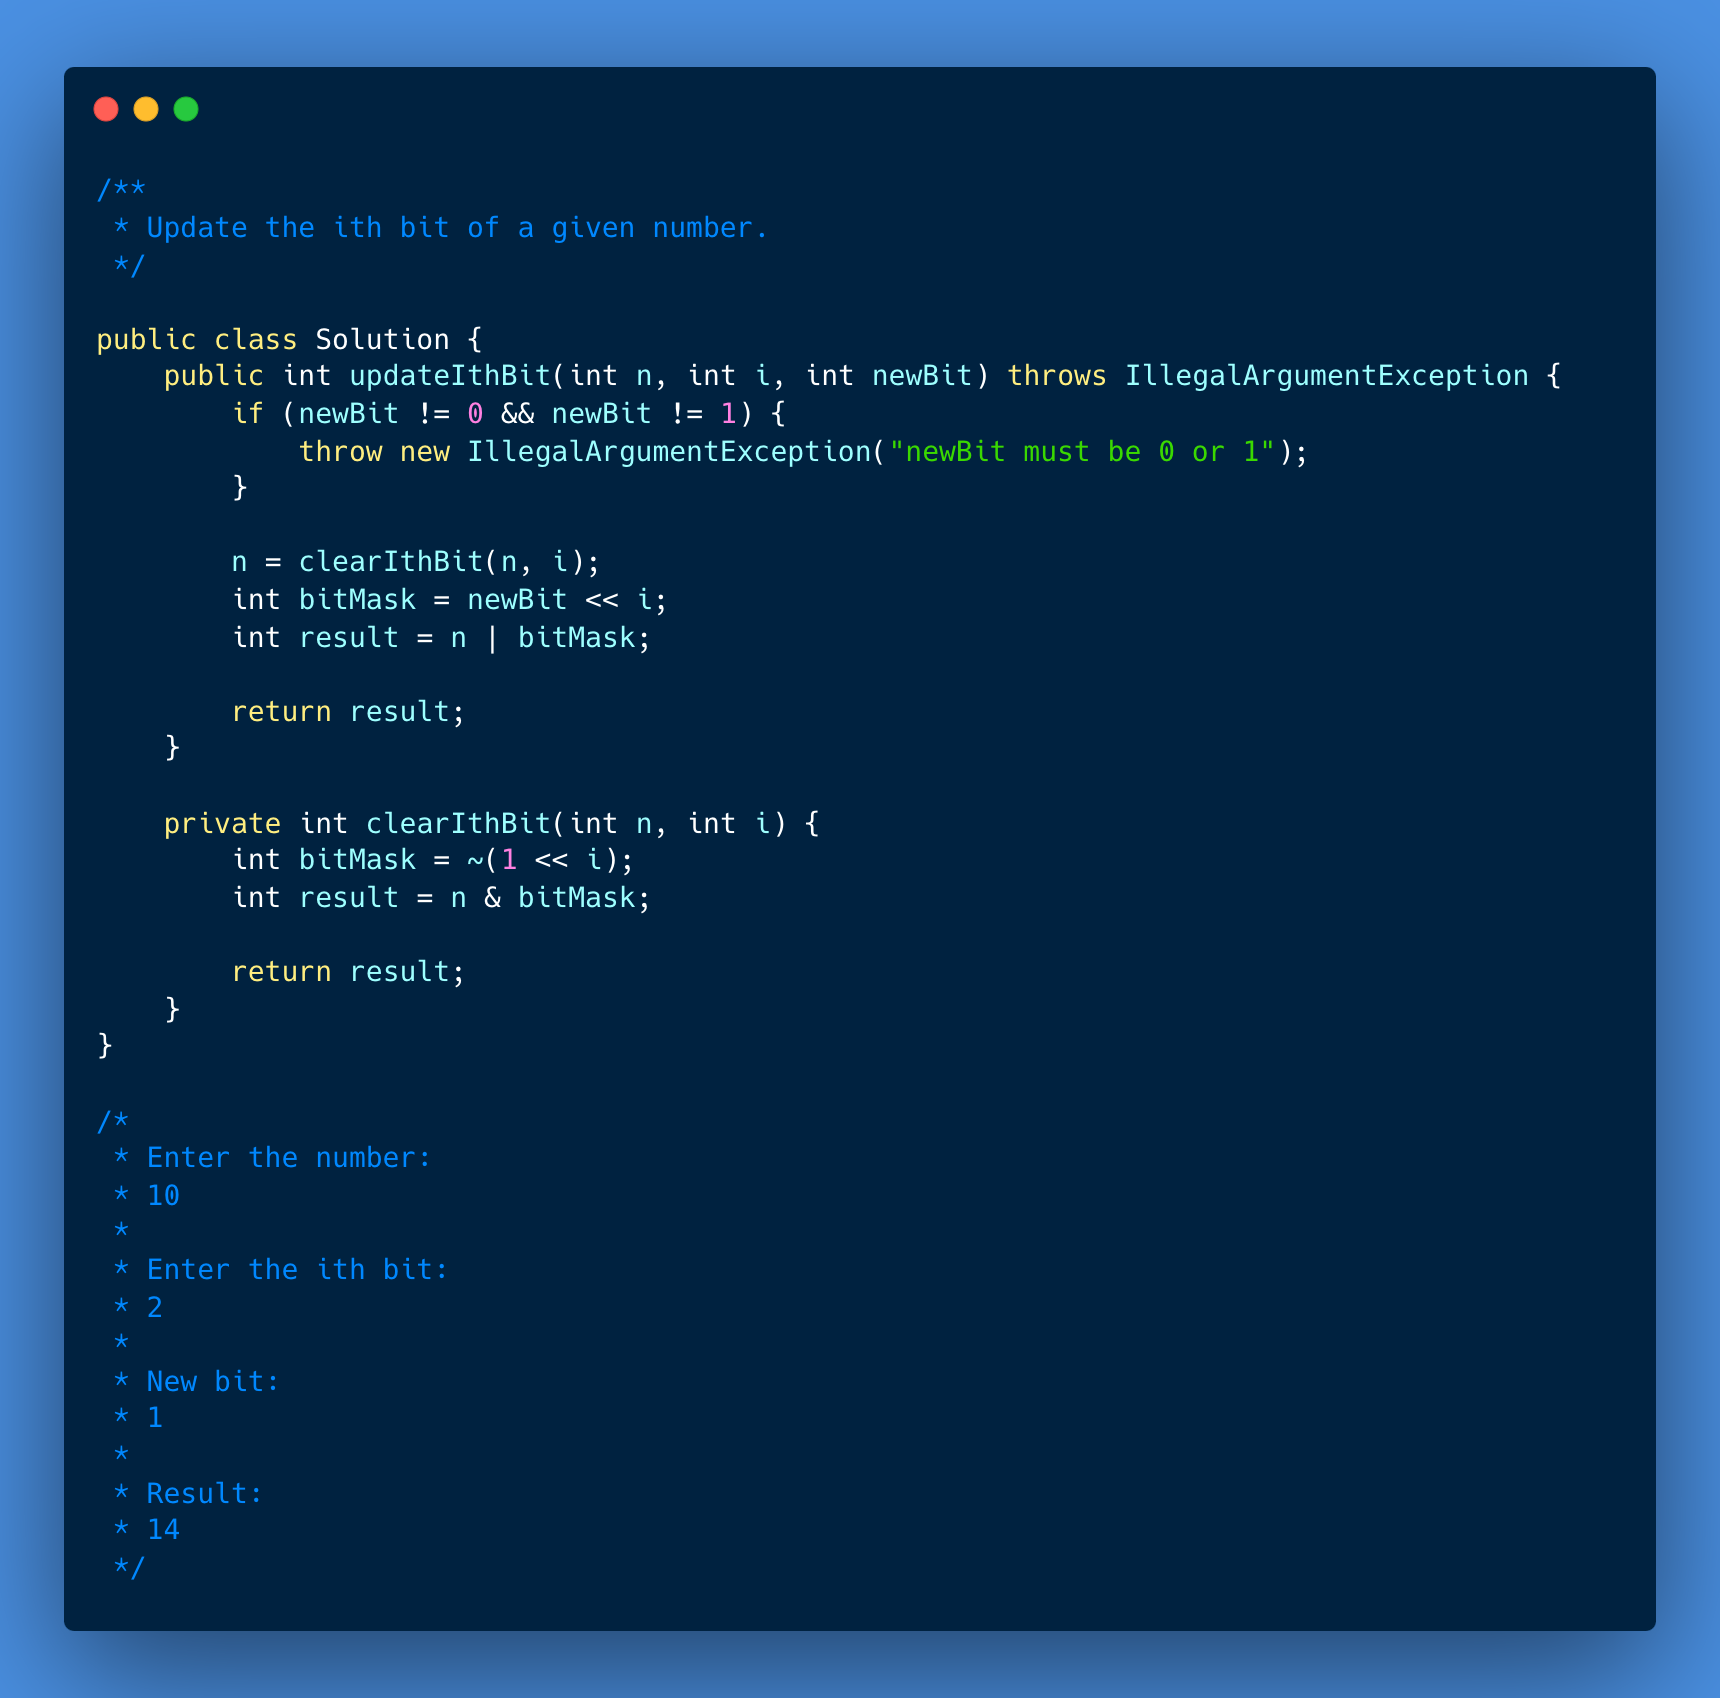 /**
 * Update the ith bit of a given number.
 */

public class Solution {
    public int updateIthBit(int n, int i, int newBit) throws IllegalArgumentException {
        if (newBit != 0 && newBit != 1) {
            throw new IllegalArgumentException("newBit must be 0 or 1");
        }

        n = clearIthBit(n, i);
        int bitMask = newBit << i;
        int result = n | bitMask;

        return result;
    }

    private int clearIthBit(int n, int i) {
        int bitMask = ~(1 << i);
        int result = n & bitMask;

        return result;
    }
}

/*
 * Enter the number:
 * 10
 *
 * Enter the ith bit:
 * 2
 *
 * New bit:
 * 1
 *
 * Result:
 * 14
 */